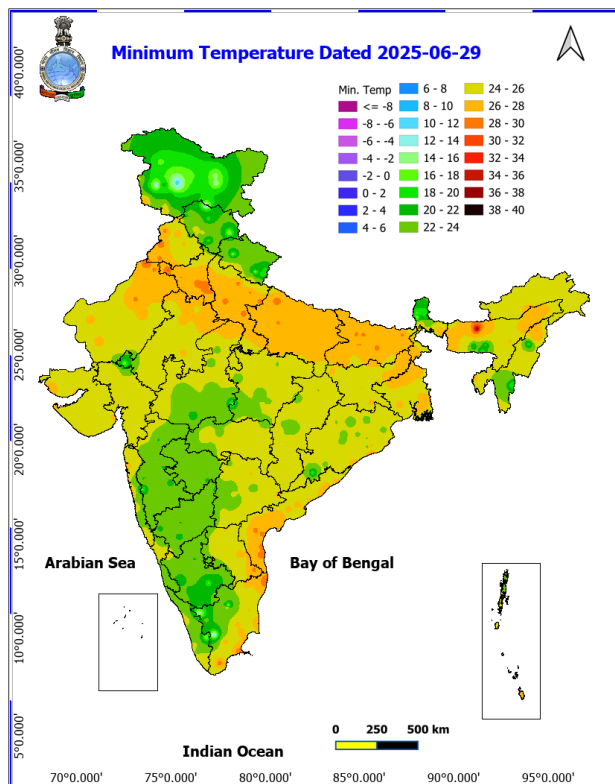 Minimum Temperature Dated 2025-06-29
Min. Temp
<= -8
-8 - -6
-6 - -4
-4 - -2
-2 - 0
0 - 2
2 - 4
4 - 6
6 - 8
8 - 10
10 - 12
12 - 14
14 - 16
16 - 18
18 - 20
20 - 22
22 - 24
24 - 26
26 - 28
28 - 30
30 - 32
32 - 34
34 - 36
36 - 38
38 - 40
40°0.000'
35°0.000'
30°0.000'
25°0.000'
20°0.000'
15°0.000'
10°0.000'
5°0.000'
Arabian Sea
Bay of Bengal
0 250 500 km
Indian Ocean
70°0.000' 75°0.000' 80°0.000' 85°0.000' 90°0.000' 95°0.000'